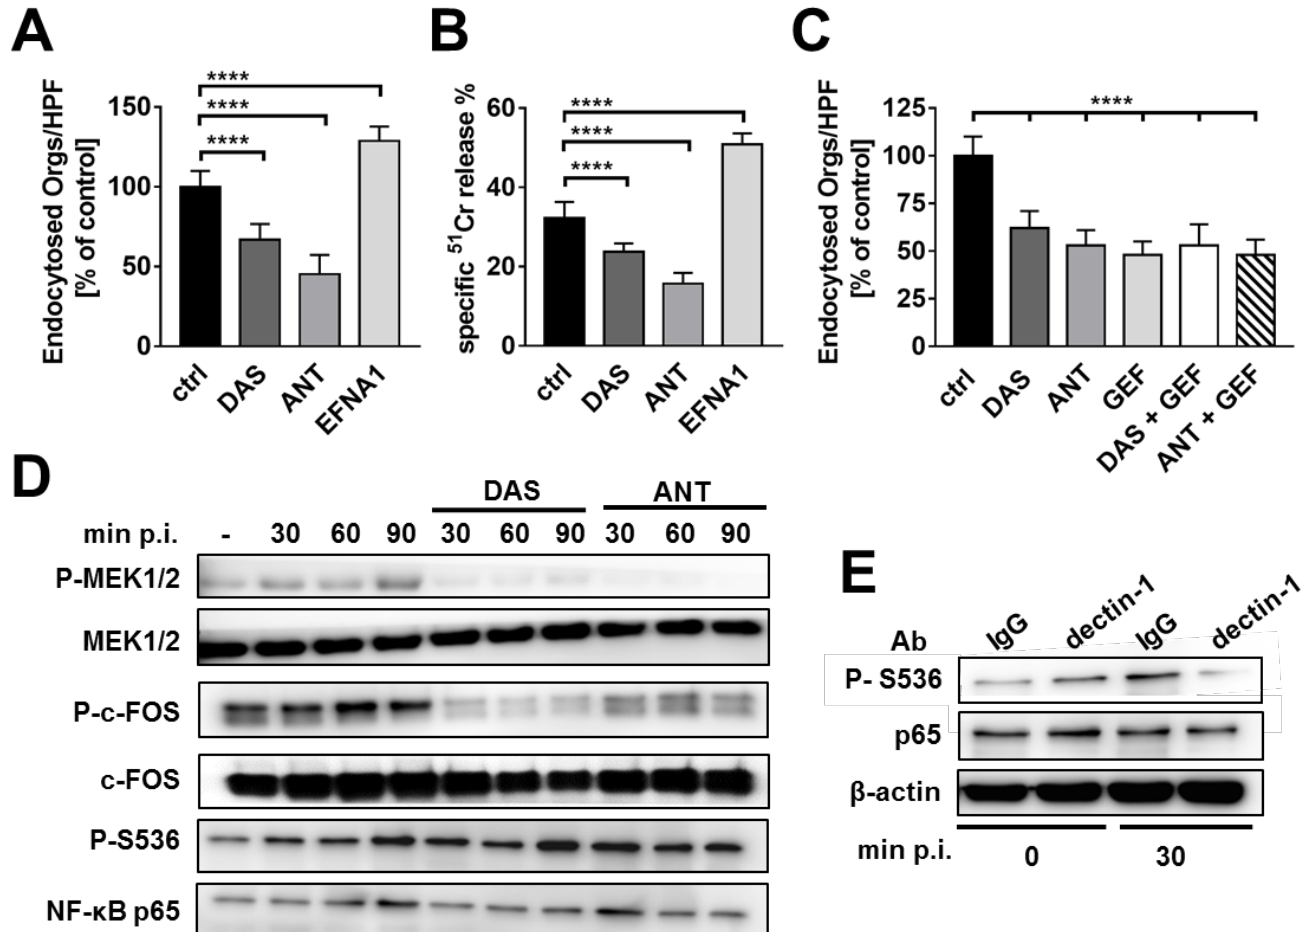 A
Endocytosed Orgs/HPF
[% of control]
150
100
50
0
****
****
****
ctrl
DAS
ANT
EFNA1
B
specific ⁵¹Cr release %
60
40
20
0
****
****
****
ctrl
DAS
ANT
EFNA1
C
Endocytosed Orgs/HPF
[% of control]
125
100
75
50
25
0
****
ctrl
DAS
ANT
GEF
DAS + GEF
ANT + GEF
D
DAS ANT
min p.i. - 30 60 90 30 60 90 30 60 90
P-MEK1/2
MEK1/2
P-c-FOS
c-FOS
P-S536
NF-κB p65
E
Ab IgG dectin-1 IgG dectin-1
P- S536
p65
β-actin
min p.i. 0 30